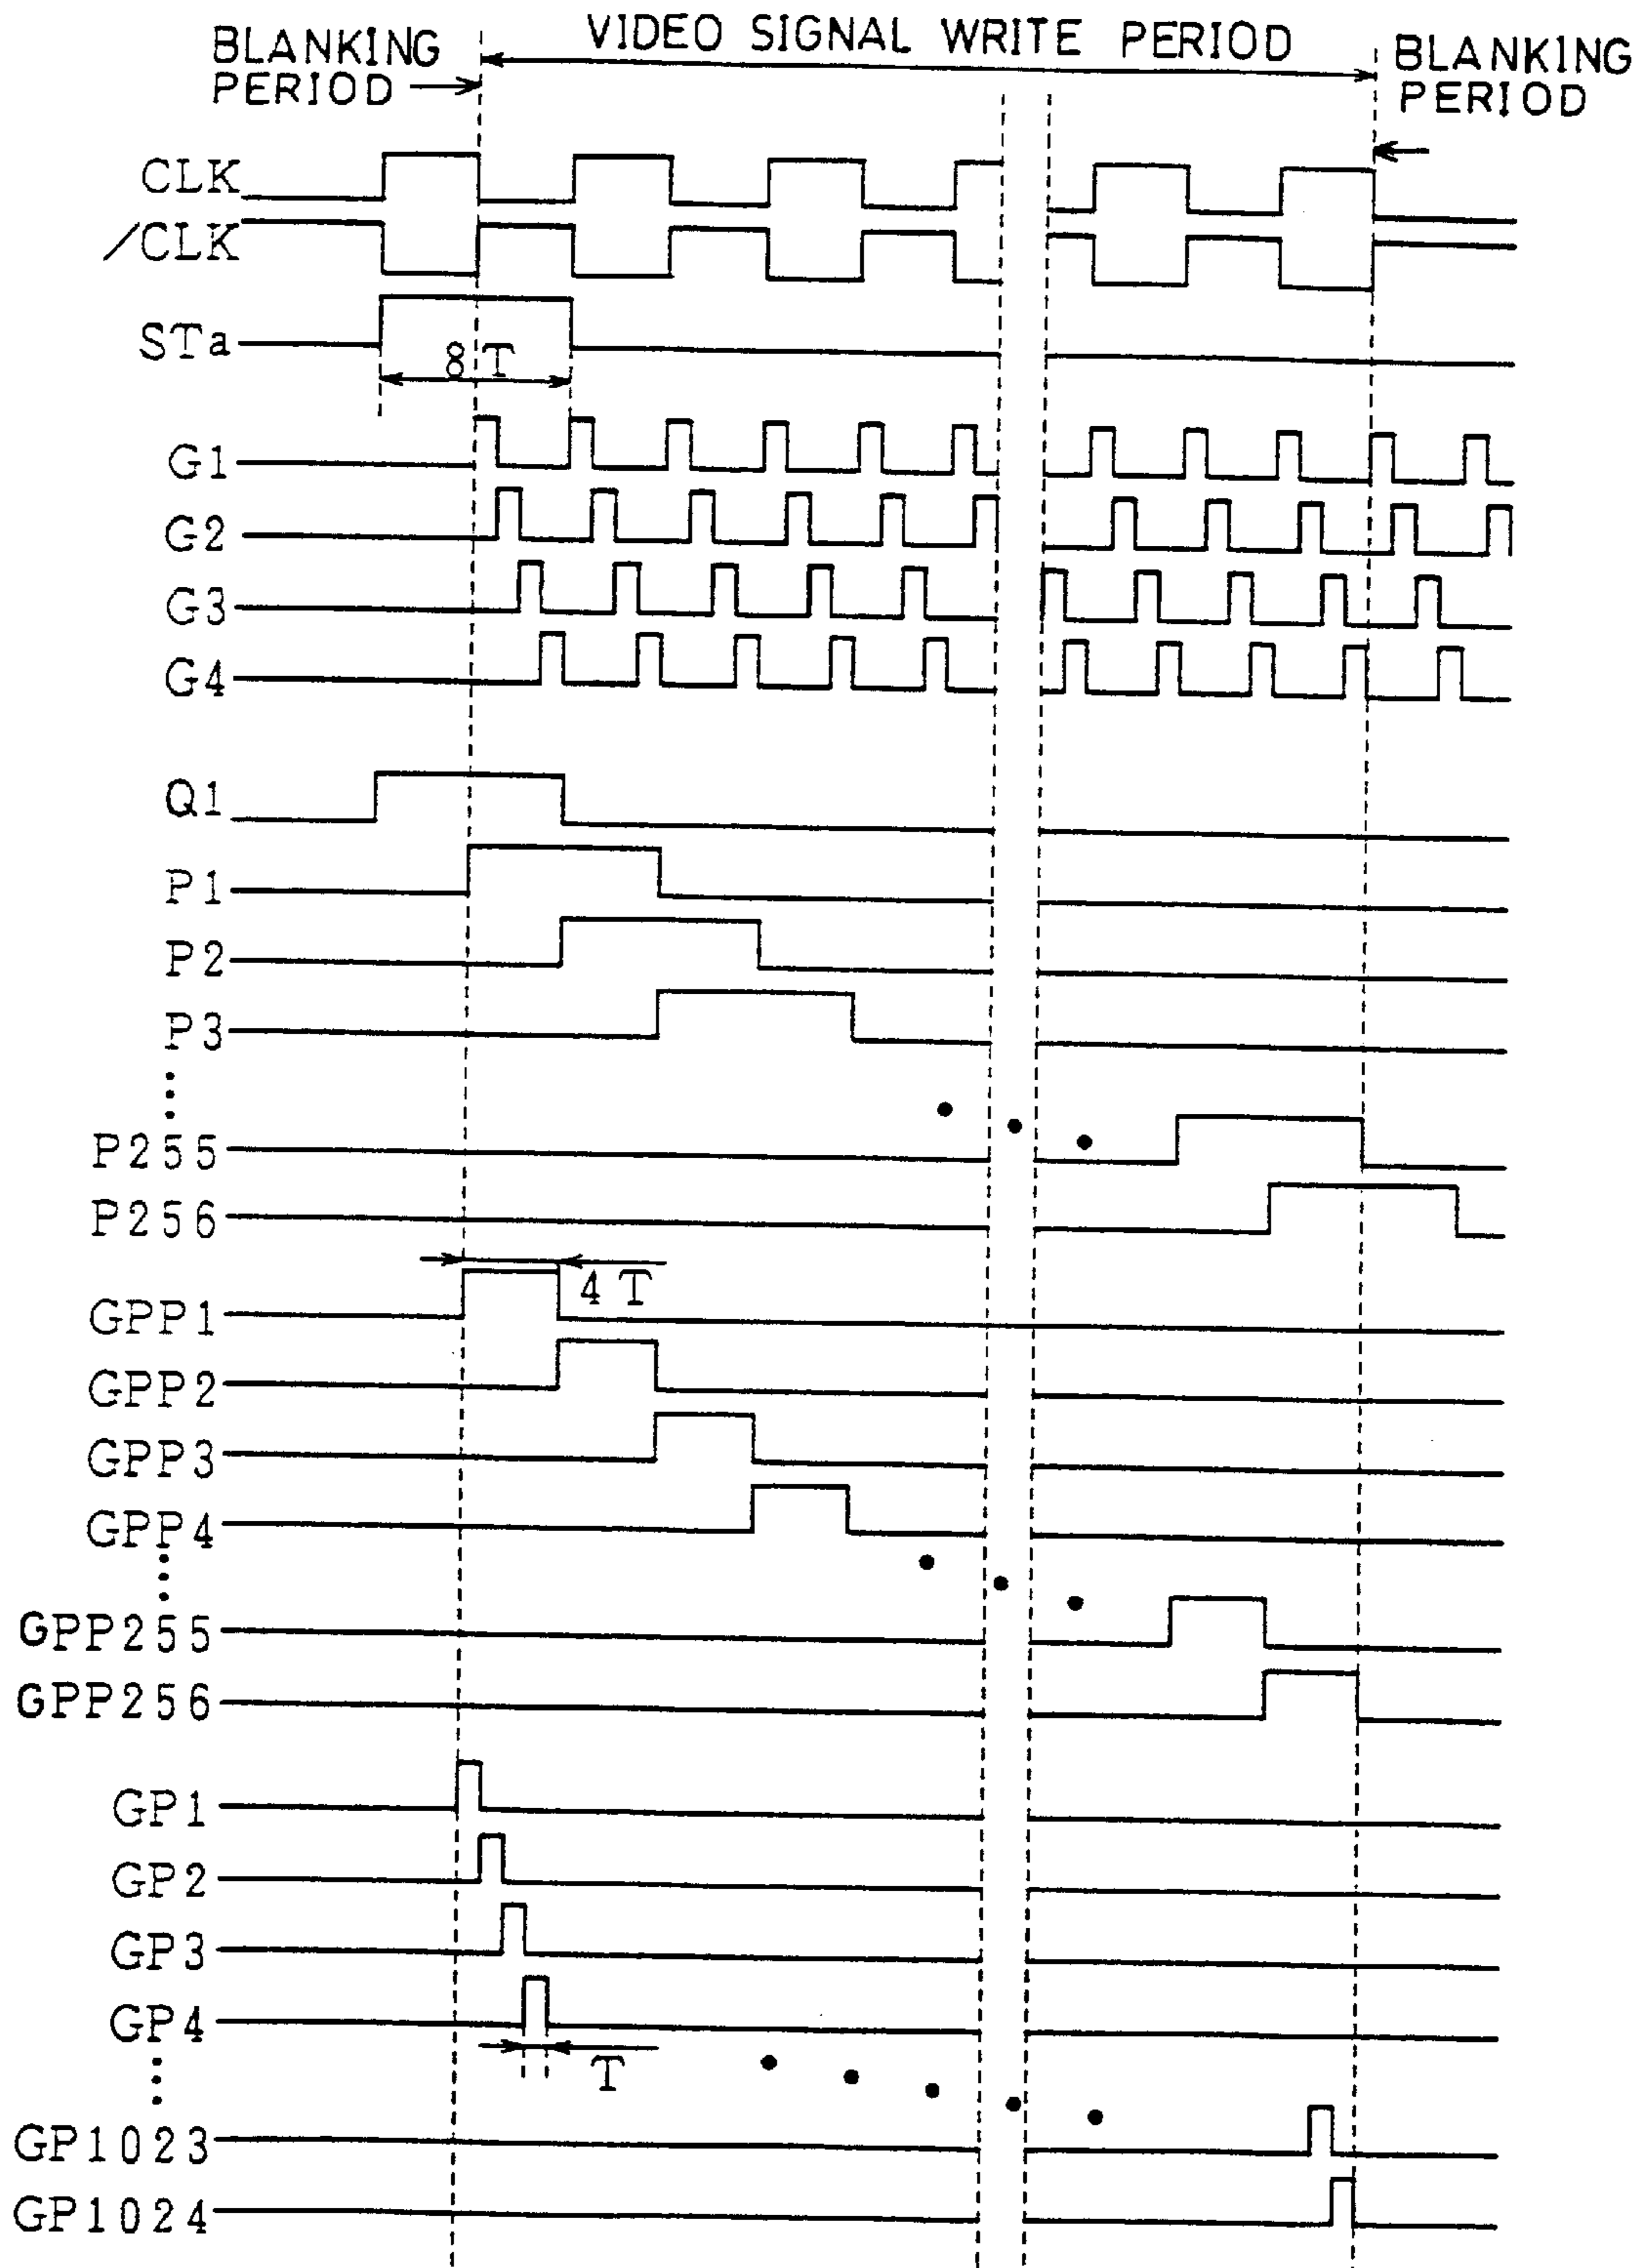 BLANKING
PERIOD
VIDEO SIGNAL WRITE PERIOD
BLANKING
PERIOD
CLK
/CLK
STa
8T
G1
G2
G3
G4
Q1
P1
P2
P3
P255
P256
4T
GPP1
GPP2
GPP3
GPP4
GPP255
GPP256
GP1
GP2
GP3
GP4
T
GP1023
GP1024